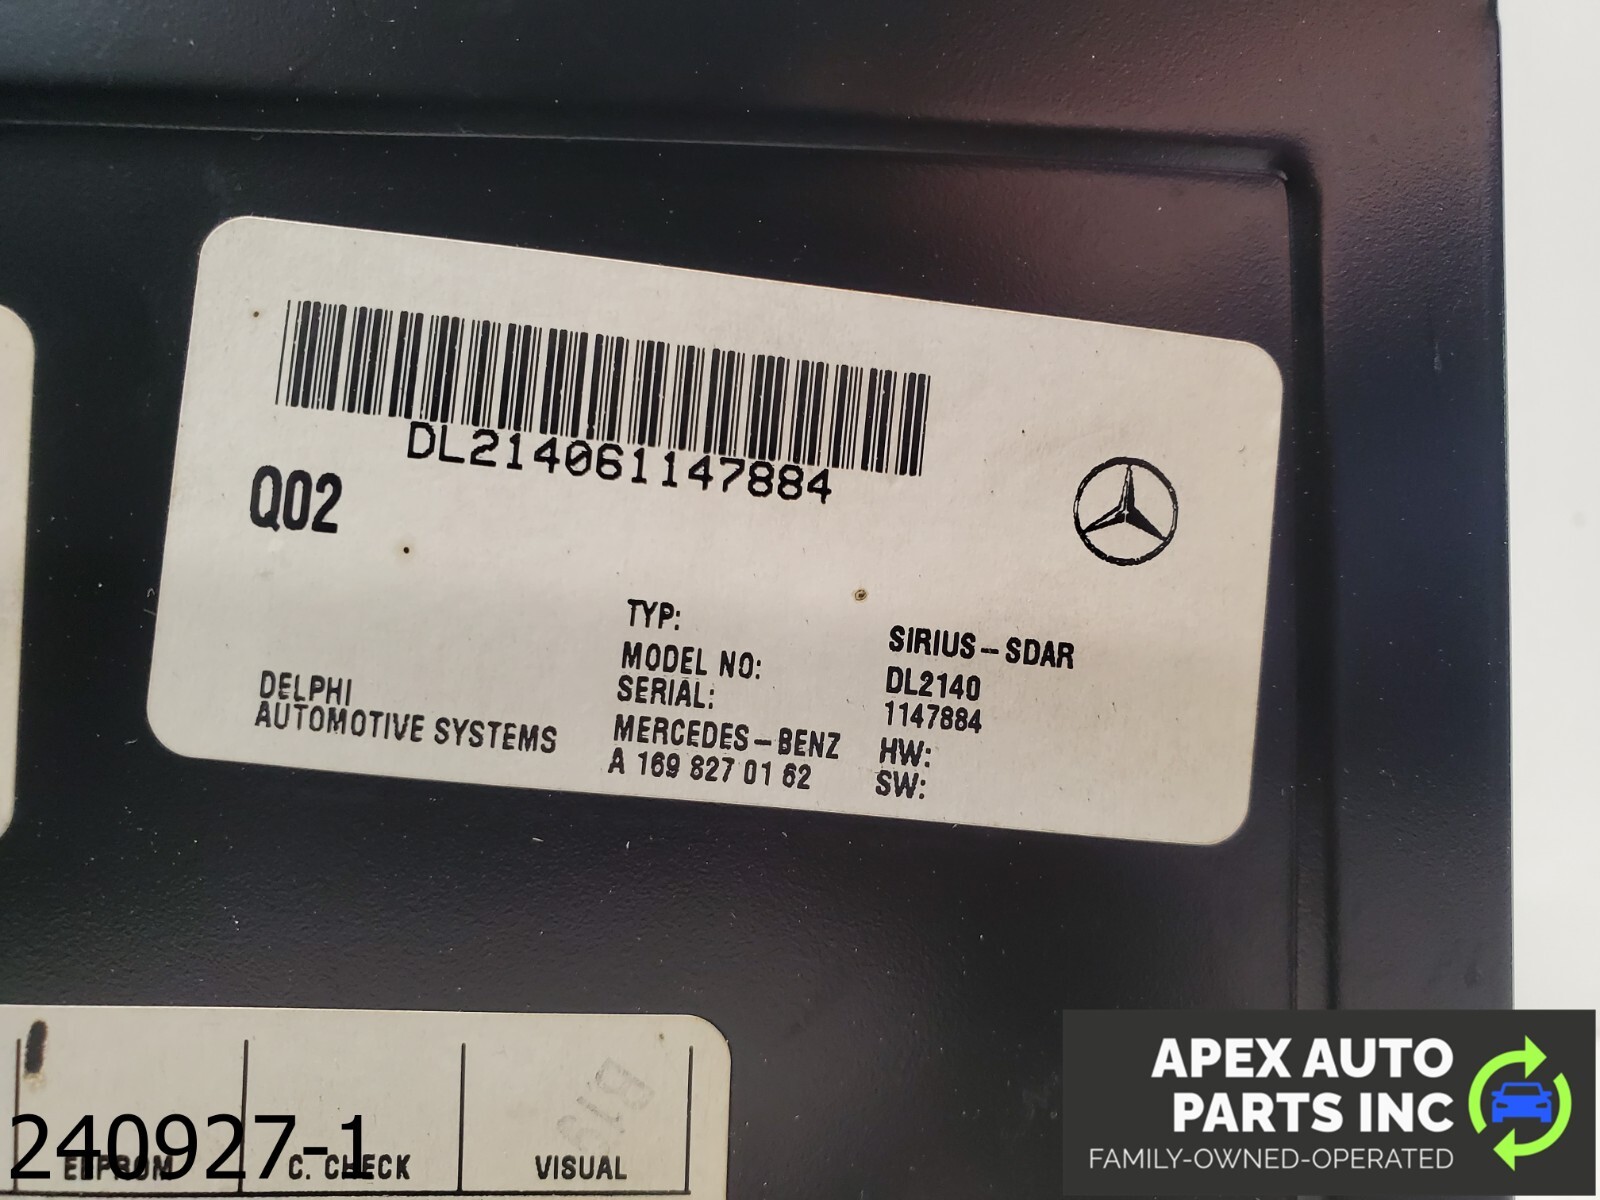 DL214061147884
Q02
TYP: SIRIUS-SDAR
MODEL NO: DL2140
SERIAL: 1147884
DELPHI
AUTOMOTIVE SYSTEMS
MERCEDES-BENZ HW:
A 169 827 01 62 SW:
EEPROM C. CHECK VISUAL
240927-1
APEX AUTO
PARTS INC
FAMILY-OWNED-OPERATED